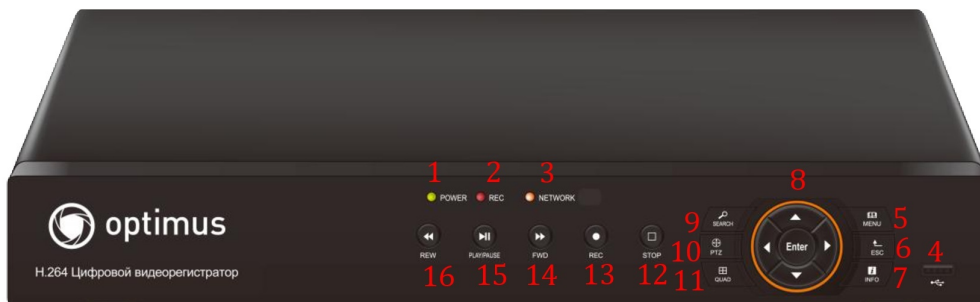 1 2 3
POWER REC NETWORK
8
optimus
9 SEARCH
MENU 5
10 PTZ
Enter
ESC 6
11 QUAD
INFO 7
4
REW PLAY/PAUSE FWD REC STOP
16 15 14 13 12
H.264 Цифровой видеорегистратор